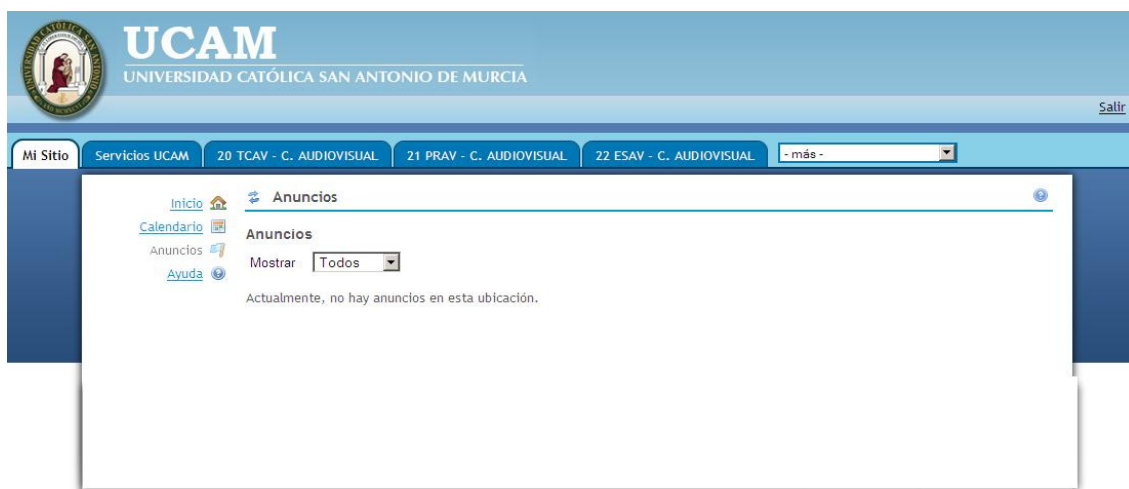 UCAM
UNIVERSIDAD CATÓLICA SAN ANTONIO DE MURCIA
Salir
Mi Sitio
Servicios UCAM
20 TCAV - C. AUDIOVISUAL
21 PRAV - C. AUDIOVISUAL
22 ESAV - C. AUDIOVISUAL
- más -
Inicio
Calendario
Anuncios
Ayuda
Anuncios
Anuncios
Mostrar Todos
Actualmente, no hay anuncios en esta ubicación.